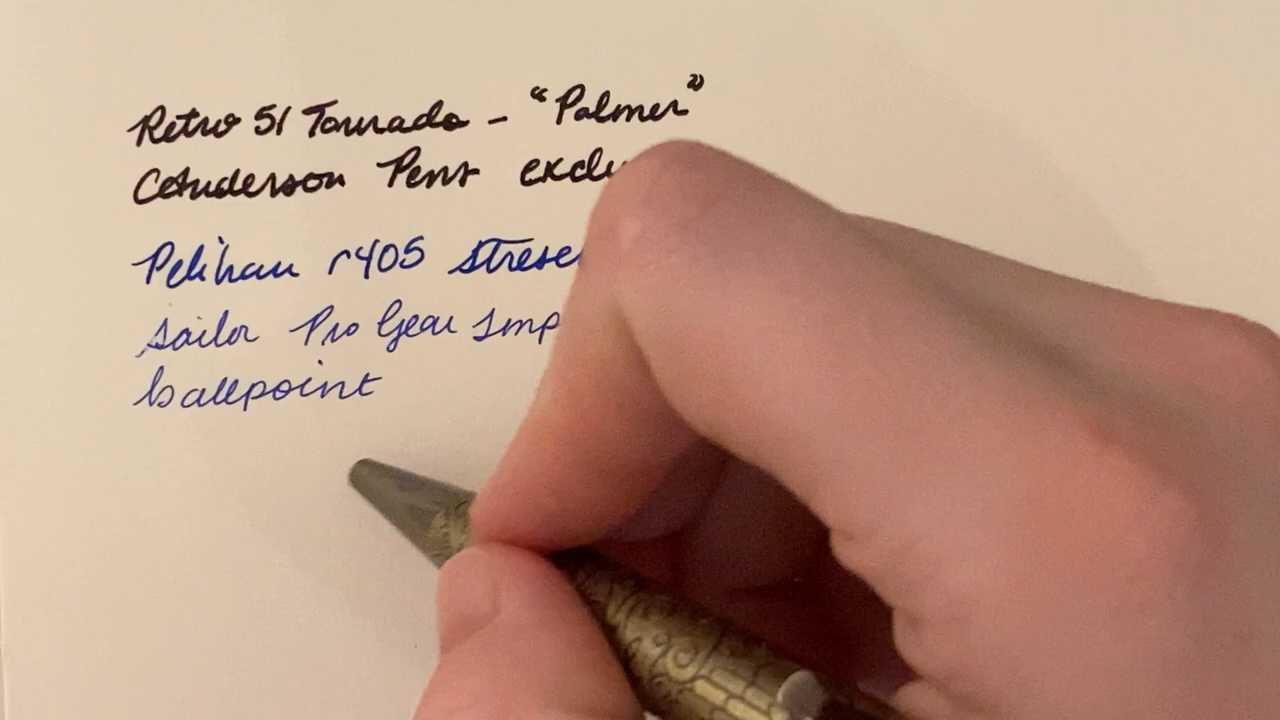 Retro 51 Tornado - "Palmer"
C Anderson Pens exclu
Pelikan r405 strese
sailor Pro Gear Imp
ballpoint